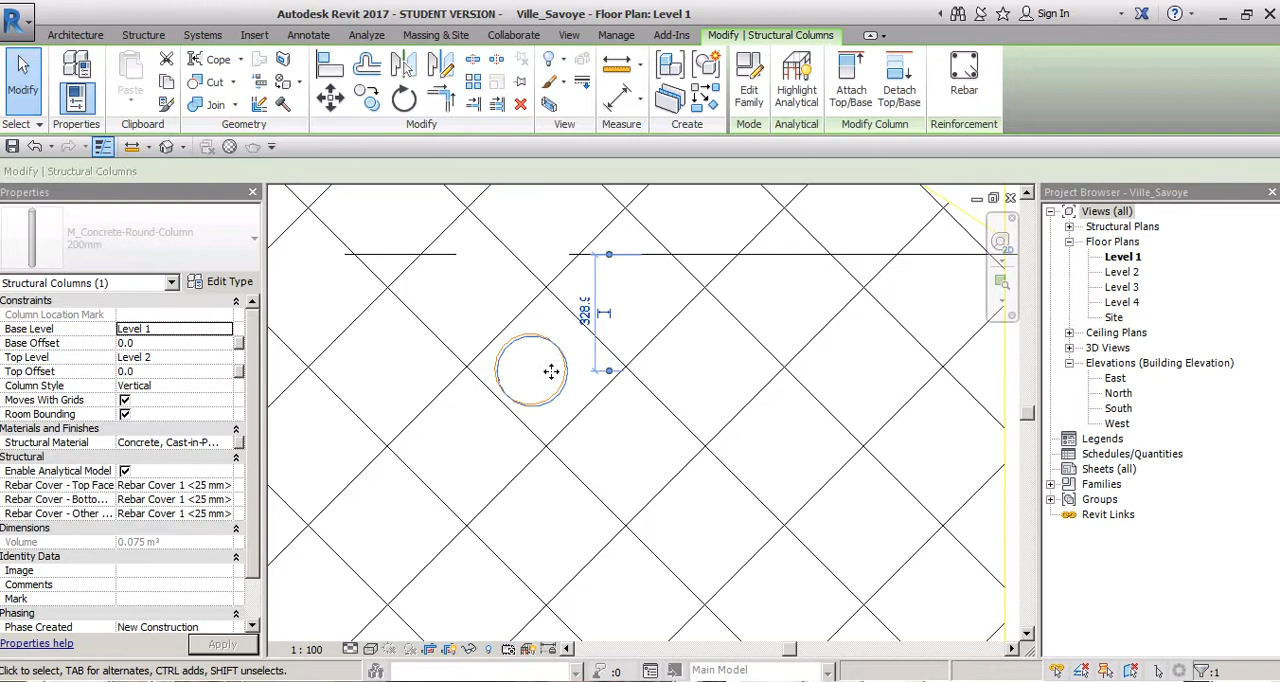 Autodesk Revit 2017 - STUDENT VERSION - Ville_Savoye - Floor Plan: Level 1
Sign In
Architecture Structure Systems Insert Annotate Analyze Massing & Site Collaborate View Manage Add-Ins Modify | Structural Columns
Modify
Properties
Paste
Cope
Cut
Join
Edit Family
Highlight Analytical
Attach Top/Base
Detach Top/Base
Rebar
Select Properties Clipboard Geometry Modify View Measure Create Mode Analytical Modify Column Reinforcement
Modify | Structural Columns
Properties
M_Concrete-Round-Column
200mm
Structural Columns (1) Edit Type
Constraints
Column Location Mark
Base Level Level 1
Base Offset 0.0
Top Level Level 2
Top Offset 0.0
Column Style Vertical
Moves With Grids
Room Bounding
Materials and Finishes
Structural Material Concrete, Cast-in-P...
Structural
Enable Analytical Model
Rebar Cover - Top Face Rebar Cover 1 <25 mm>
Rebar Cover - Botto... Rebar Cover 1 <25 mm>
Rebar Cover - Other ... Rebar Cover 1 <25 mm>
Dimensions
Volume 0.075 m³
Identity Data
Image
Comments
Mark
Phasing
Phase Created New Construction
Properties help Apply
2D
Project Browser - Ville_Savoye
Views (all)
Structural Plans
Floor Plans
Level 1
Level 2
Level 3
Level 4
Site
Ceiling Plans
3D Views
Elevations (Building Elevation)
East
North
South
West
Legends
Schedules/Quantities
Sheets (all)
Families
Groups
Revit Links
1 : 100
Click to select, TAB for alternates, CTRL adds, SHIFT unselects. :0 Main Model :1